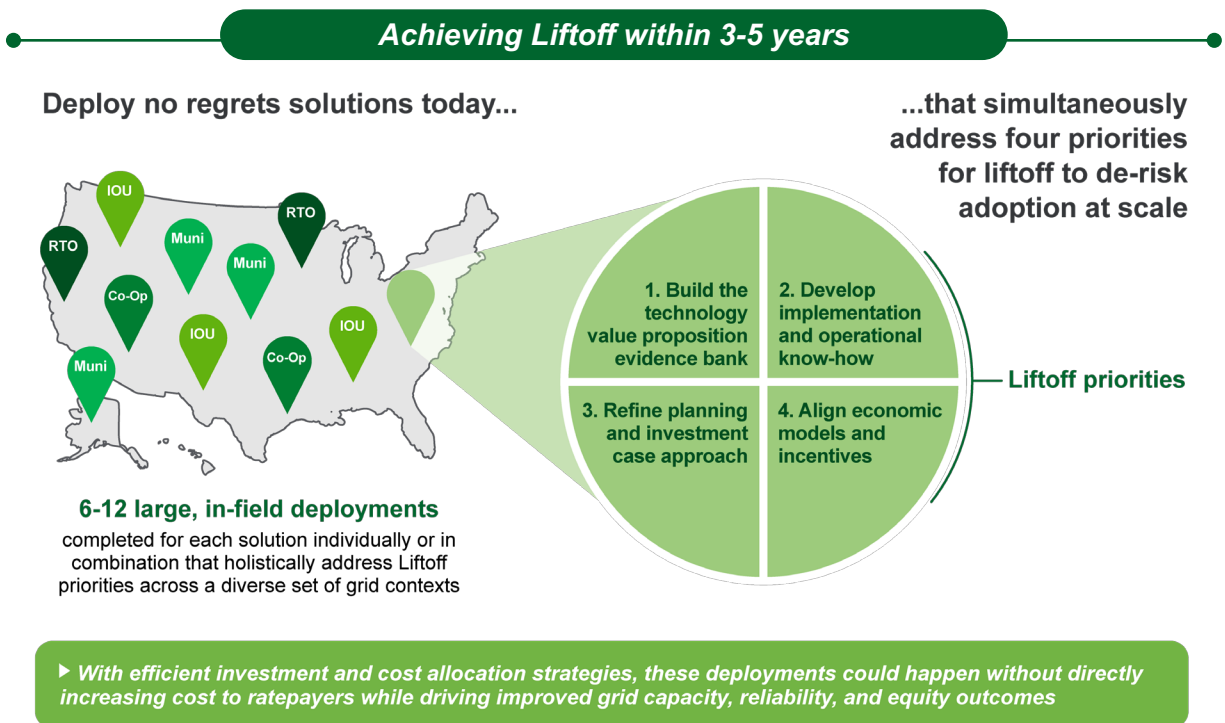 Achieving Liftoff within 3-5 years
Deploy no regrets solutions today...
...that simultaneously
address four priorities
for liftoff to de-risk
adoption at scale
IOU
RTO
RTO
Muni
Muni
Co-Op
IOU
IOU
Co-Op
Muni
1. Build the
technology
value proposition
evidence bank
2. Develop
implementation
and operational
know-how
3. Refine planning
and investment
case approach
4. Align economic
models and
incentives
Liftoff priorities
6-12 large, in-field deployments
completed for each solution individually or in
combination that holistically address Liftoff
priorities across a diverse set of grid contexts
With efficient investment and cost allocation strategies, these deployments could happen without directly
increasing cost to ratepayers while driving improved grid capacity, reliability, and equity outcomes